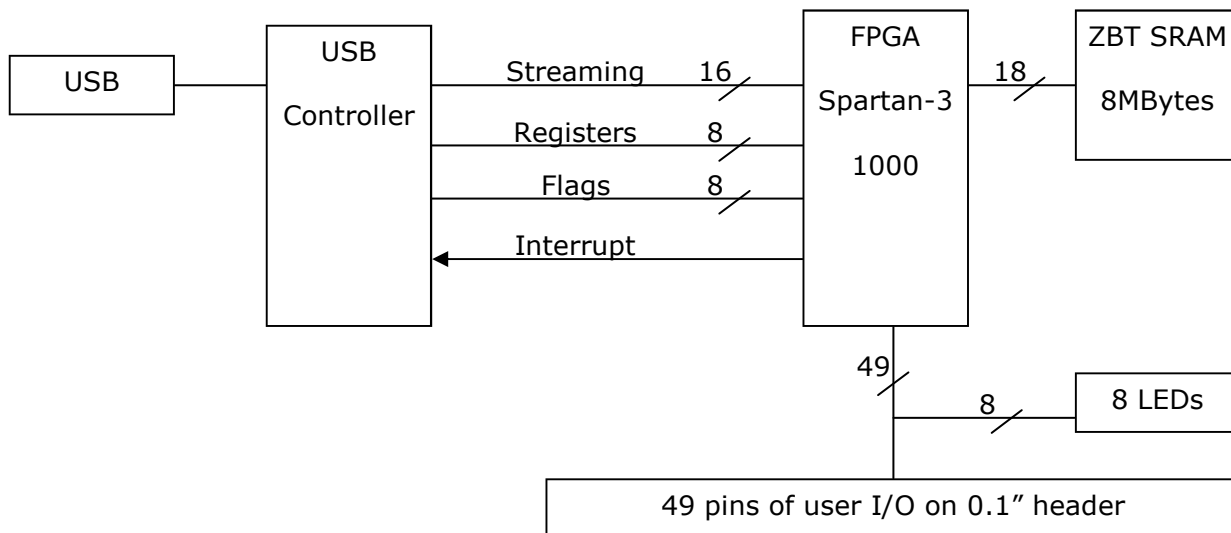 USB
USB
Controller
Streaming 16
Registers 8
Flags 8
Interrupt
FPGA
Spartan-3
1000
18
ZBT SRAM
8MBytes
49
8
8 LEDs
49 pins of user I/O on 0.1” header